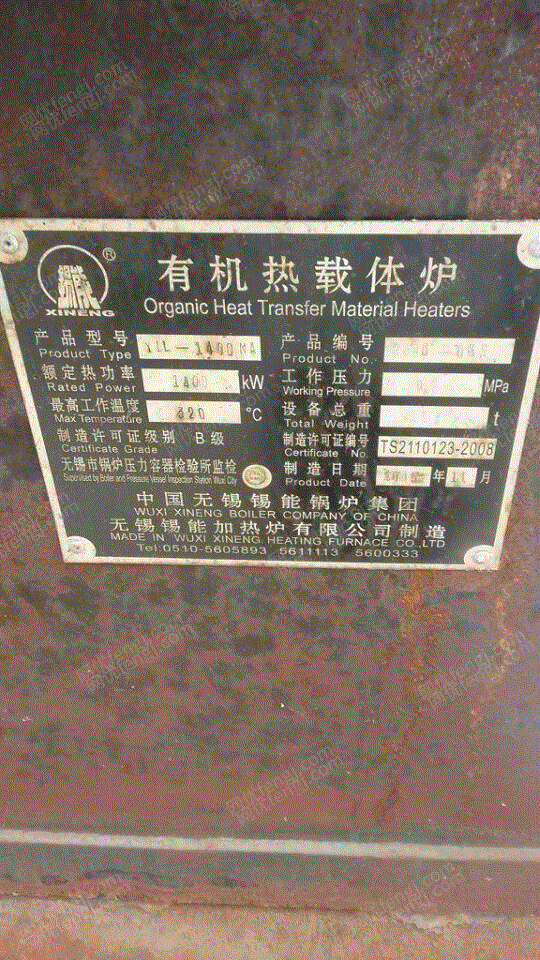 锡能
®
XINENG
有机热载体炉
Organic Heat Transfer Material Heaters
产品型号 YLL-1400MA
Product Type
额定热功率 1400 kW
Rated Power
最高工作温度 320 °C
Max Temperature
制造许可证级别 B级
Certificate Grade
无锡市锅炉压力容器检验所监检
Supervised by Boiler and Pressure Vessel Inspection Station Wuxi City
产品编号
Product No.
工作压力 MPa
Working Pressure
设备总重 t
Total Weight
制造许可证编号 TS2110123-2008
Certificate No.
制造日期 年 11 月
Product Date
中国无锡锡能锅炉集团
WUXI XINENG BOILER COMPANY OF CHINA
无锡锡能加热炉有限公司制造
MADE IN WUXI XINENG HEATING FURNACE CO.,LTD
Tel:0510-5605893 5611113 5600333